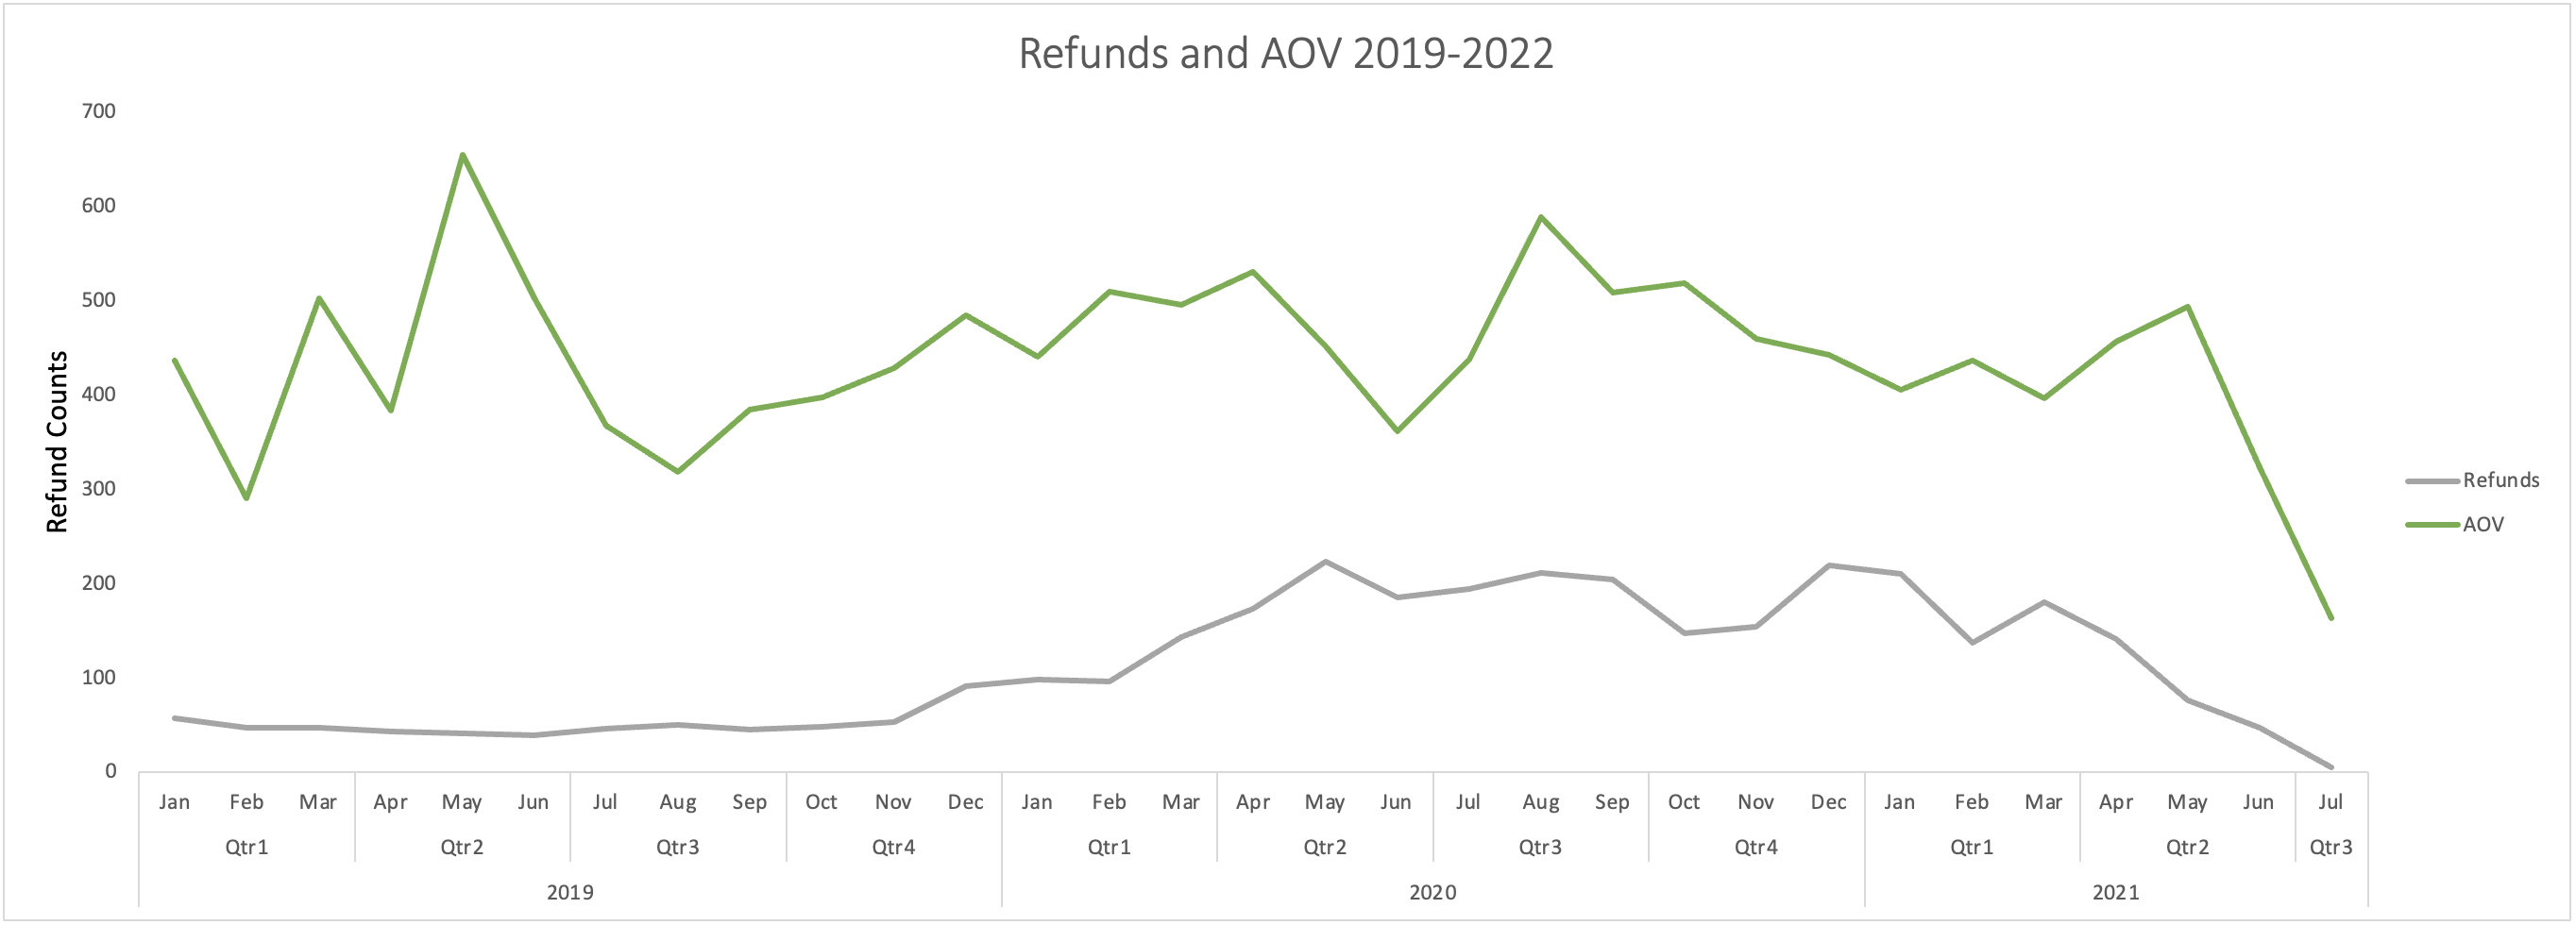 Refunds and AOV 2019-2022
700
600
500
400
300
200
100
0
Refund Counts
Refunds
AOV
Jan Feb Mar Apr May Jun Jul Aug Sep Oct Nov Dec Jan Feb Mar Apr May Jun Jul Aug Sep Oct Nov Dec Jan Feb Mar Apr May Jun Jul
Qtr1 Qtr2 Qtr3 Qtr4 Qtr1 Qtr2 Qtr3 Qtr4 Qtr1 Qtr2 Qtr3
2019 2020 2021